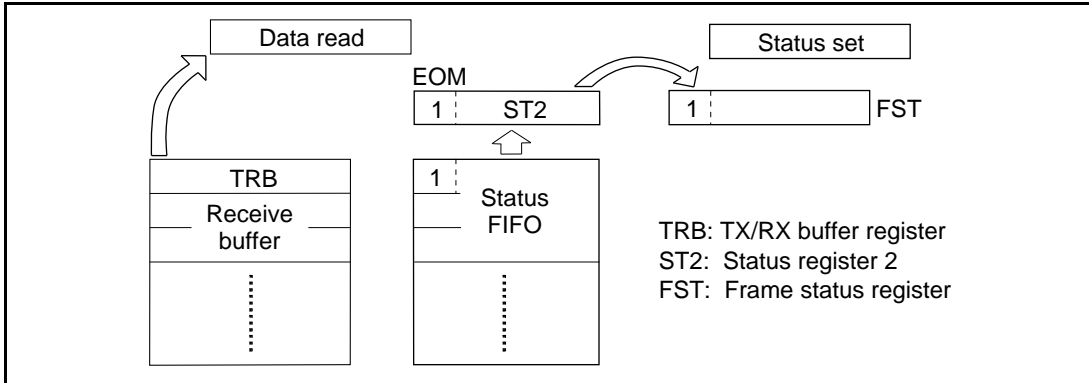 Data read
Status set
EOM
1 ST2
1 FST
TRB
1
Receive
buffer
Status
FIFO
TRB: TX/RX buffer register
ST2: Status register 2
FST: Frame status register